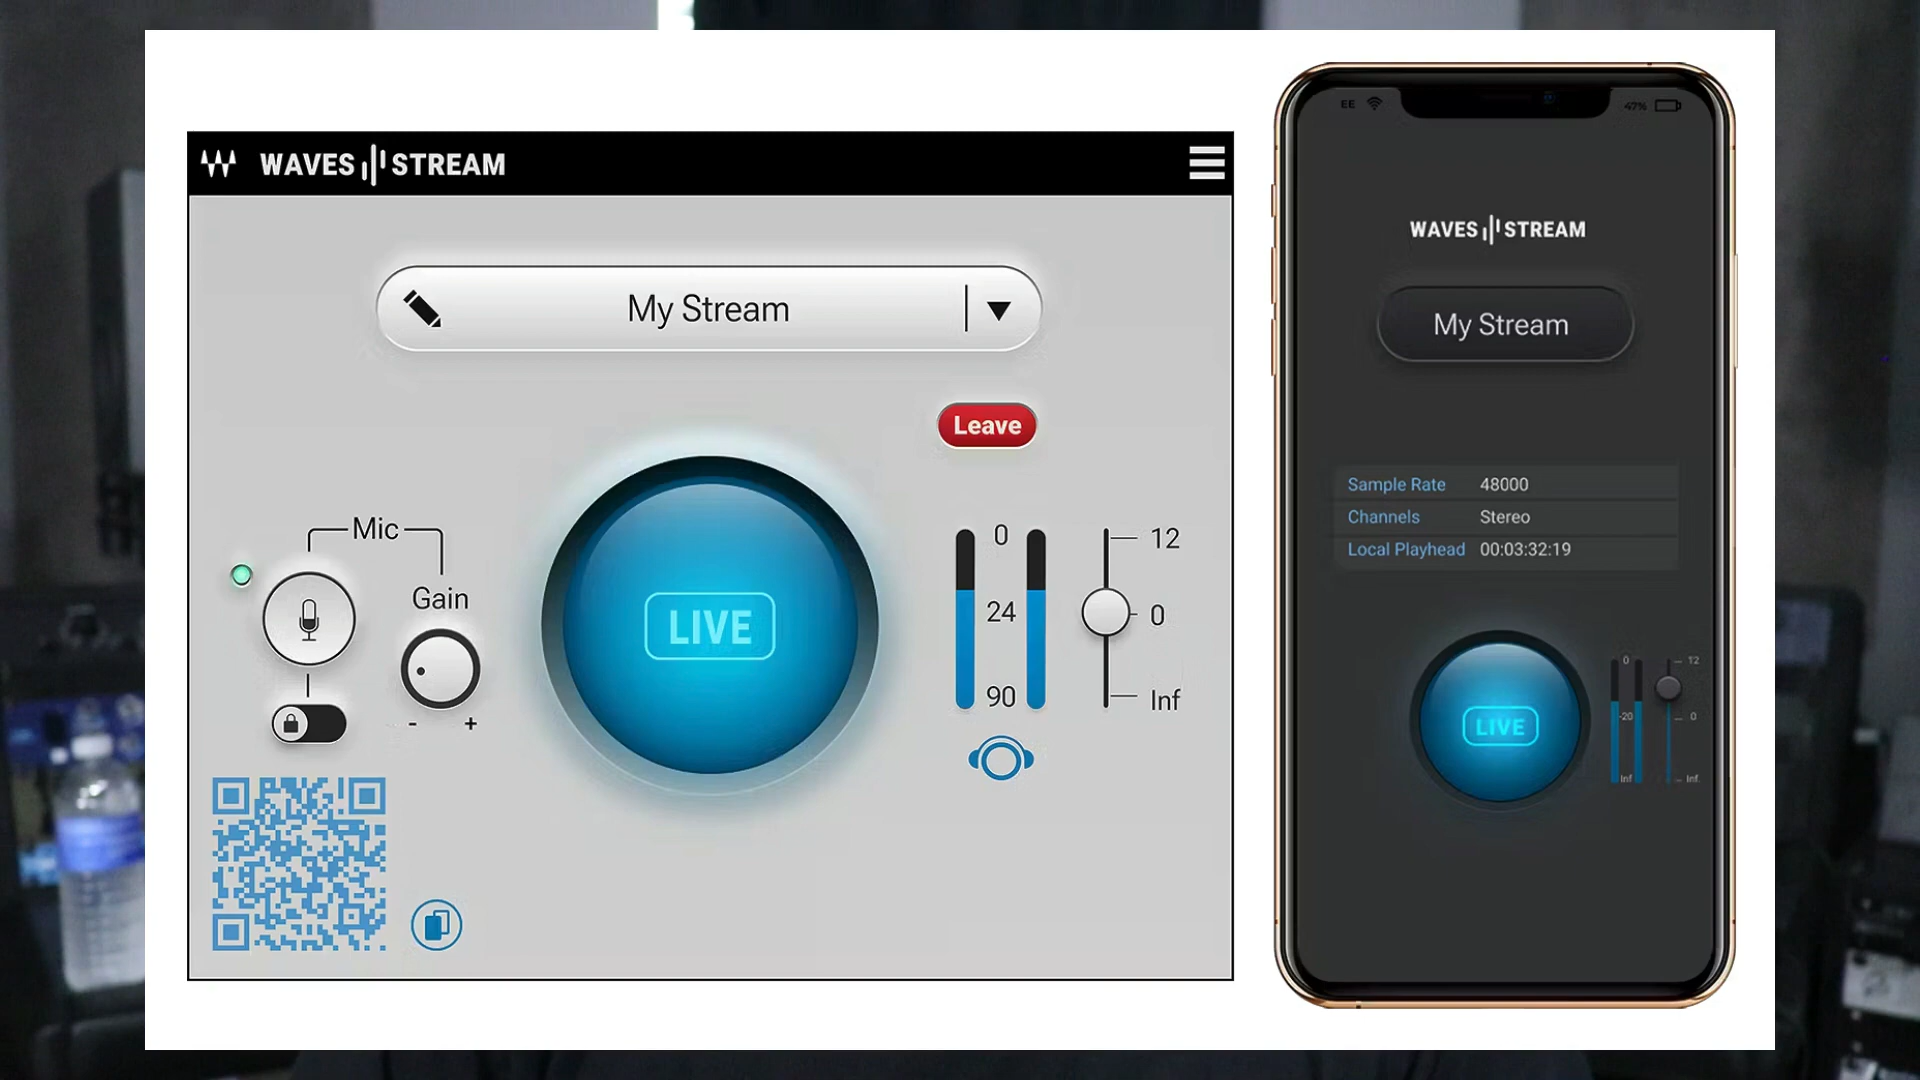 WAVES STREAM
My Stream
Leave
Mic
Gain
- +
LIVE
0
24
90
12
0
Inf
EE
47%
WAVES STREAM
My Stream
Sample Rate 48000
Channels Stereo
Local Playhead 00:03:32:19
LIVE
0
-20
Inf
12
0
Inf